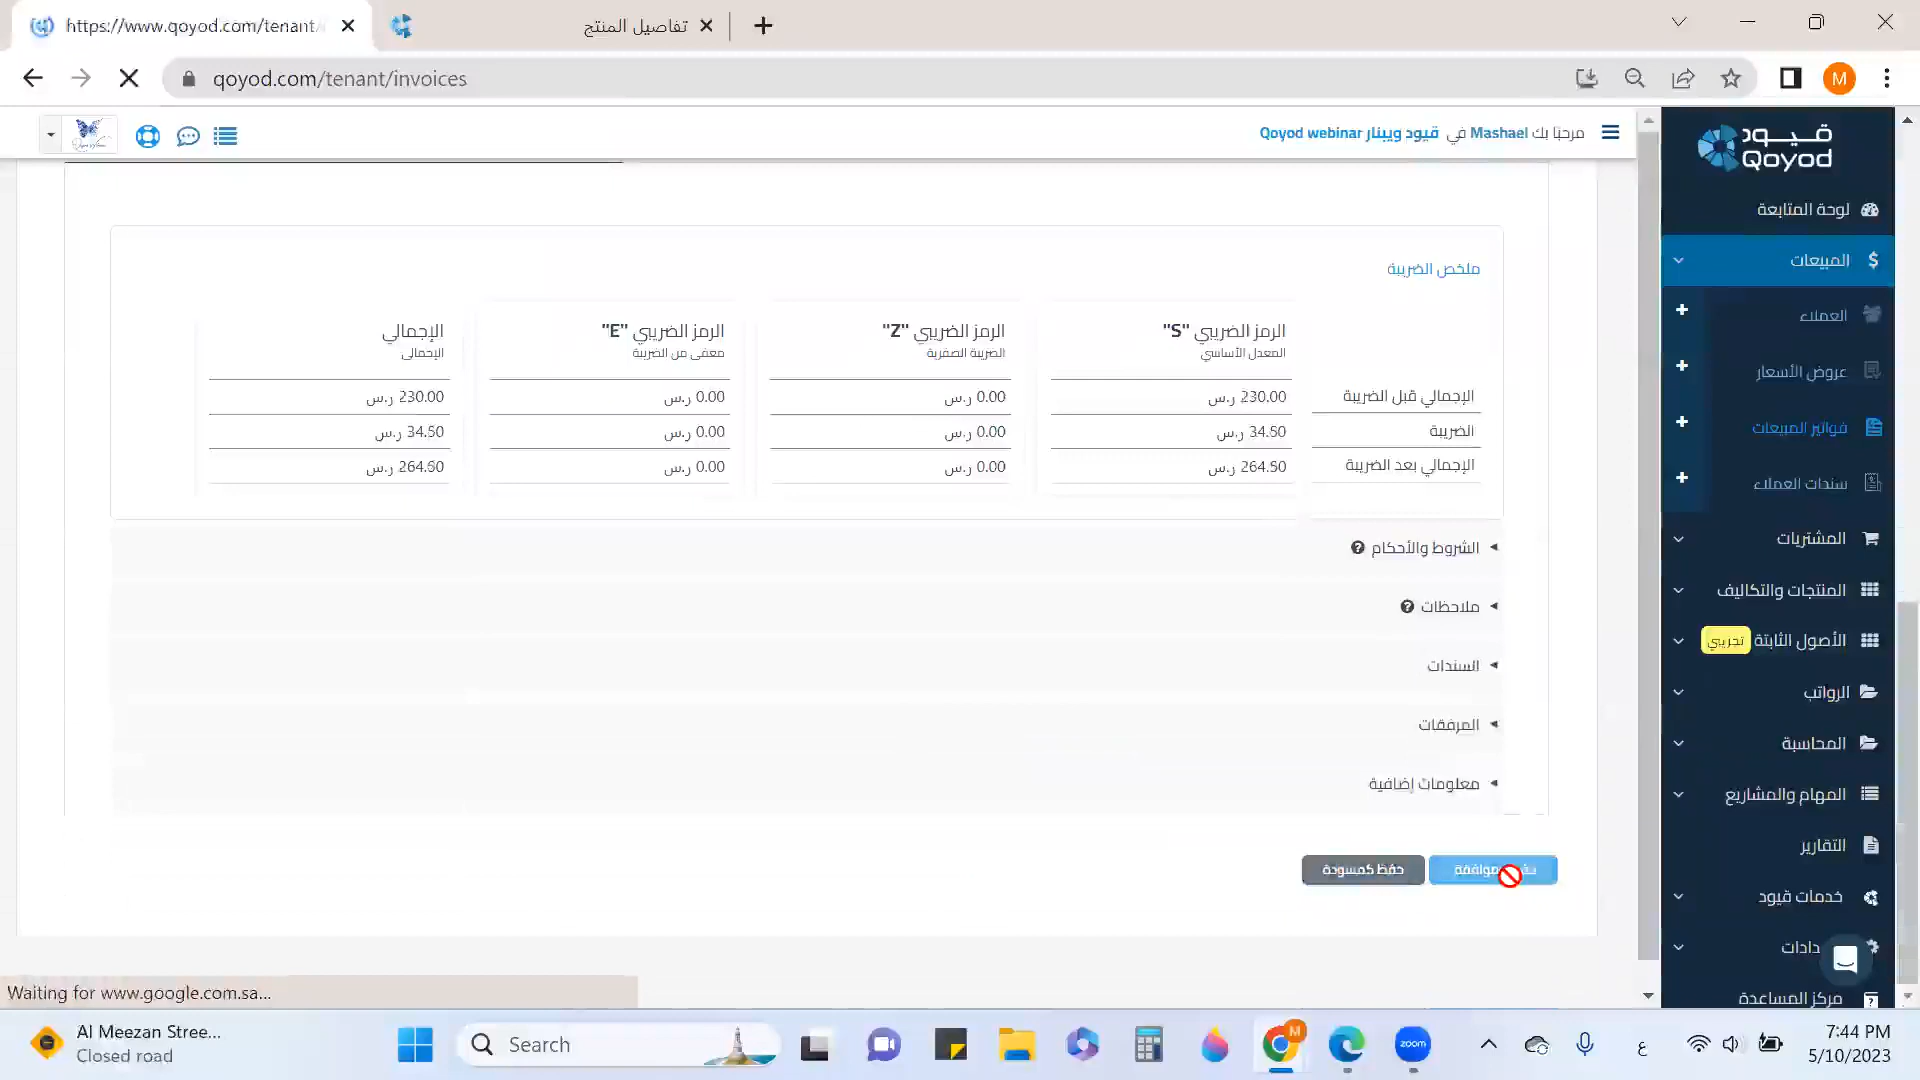 https://www.qoyod.com/tenant/
تفاصيل المنتج
qoyod.com/tenant/invoices
M
مرحبًا بك Mashael في قيود ويبنار Qoyod webinar
قيود
Qoyod
لوحة المتابعة
المبيعات
العملاء
عروض الأسعار
فواتير المبيعات
سندات العملاء
المشتريات
المنتجات والتكاليف
الأصول الثابتة تجريبي
الرواتب
المحاسبة
المهام والمشاريع
التقارير
خدمات قيود
دادات
مركز المساعدة
ملخص الضريبة
الرمز الضريبي "S" الرمز الضريبي "Z" الرمز الضريبي "E" الإجمالي
المعدل الأساسي الضريبة الصفرية معفى من الضريبة الإجمالي
الإجمالي قبل الضريبة 230.00 ر.س 0.00 ر.س 0.00 ر.س 230.00 ر.س
الضريبة 34.50 ر.س 0.00 ر.س 0.00 ر.س 34.50 ر.س
الإجمالي بعد الضريبة 264.50 ر.س 0.00 ر.س 0.00 ر.س 264.50 ر.س
الشروط والأحكام
ملاحظات
السندات
المرفقات
معلومات إضافية
موافقة حفظ كمسودة
Waiting for www.google.com.sa...
Al Meezan Stree...
Closed road
Search
M
zoom
ع
7:44 PM
5/10/2023